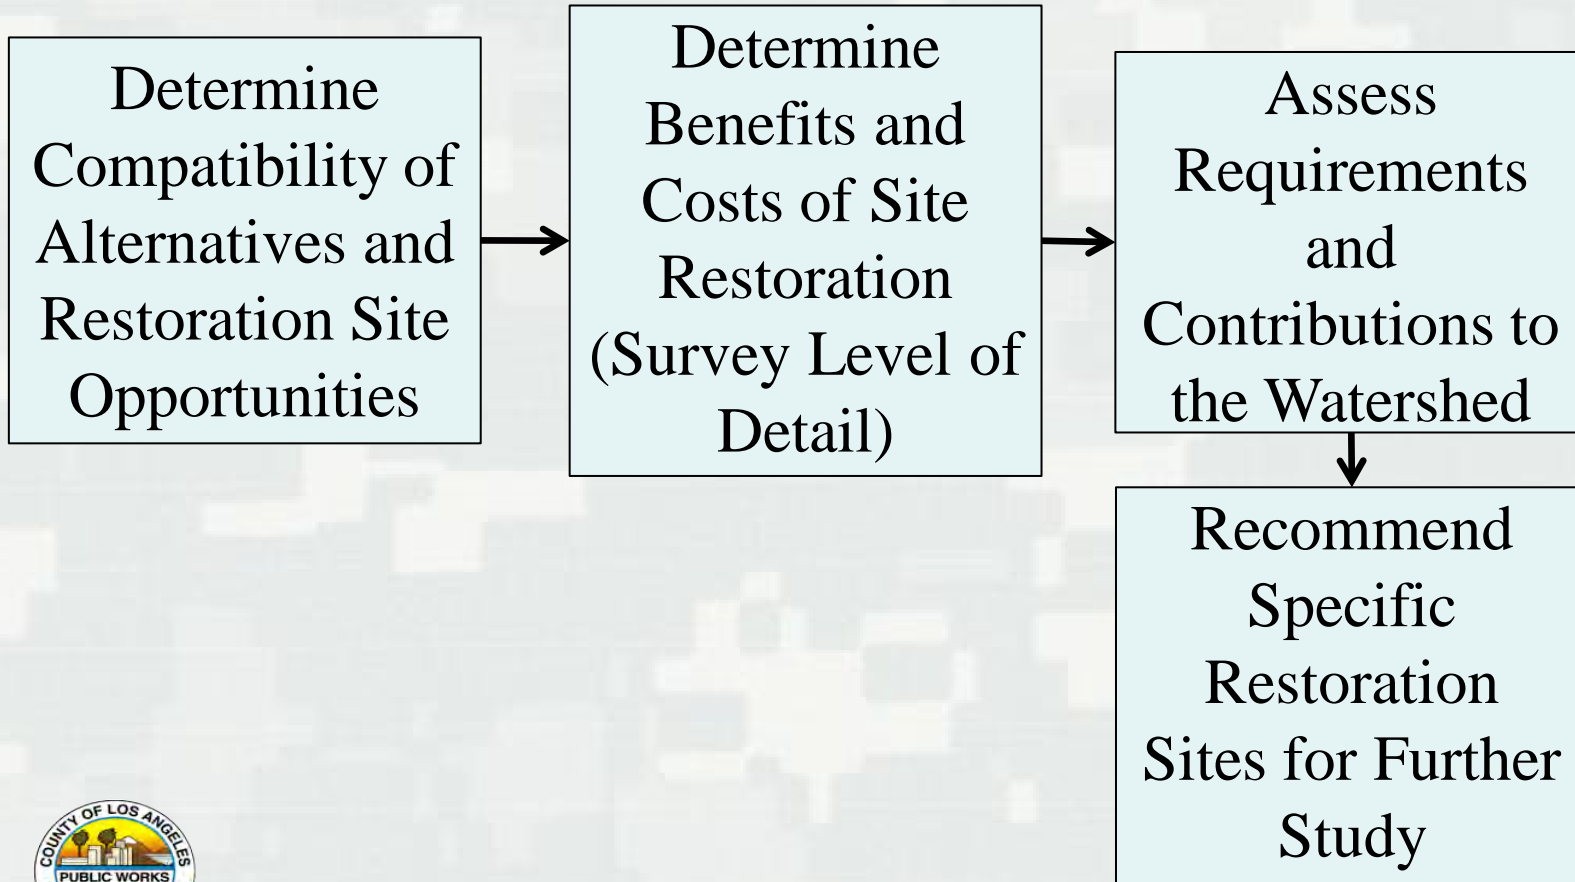 Determine
Compatibility of
Alternatives and
Restoration Site
Opportunities
Determine
Benefits and
Costs of Site
Restoration
(Survey Level of
Detail)
Assess
Requirements
and
Contributions to
the Watershed
Recommend
Specific
Restoration
Sites for Further
Study
COUNTY OF LOS ANGELES
PUBLIC WORKS